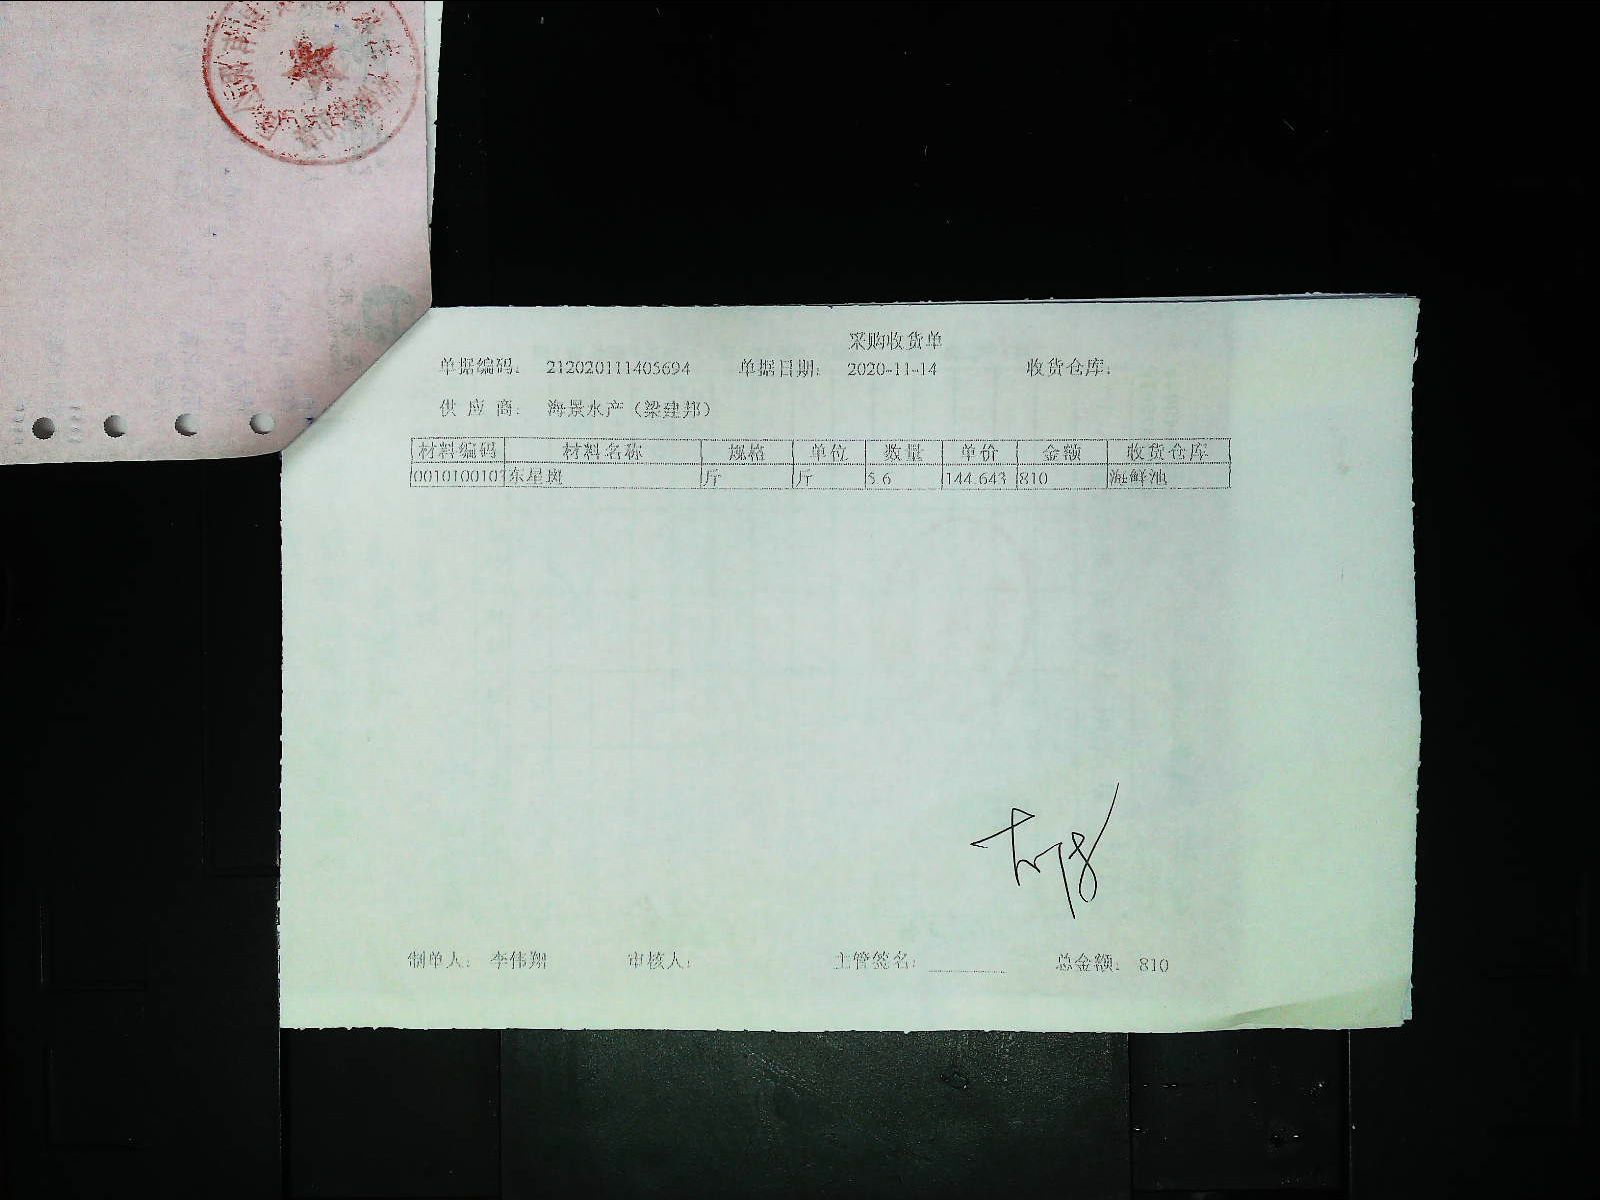 采购收货单
单据编码: 212020111405694 单据日期: 2020-11-14 收货仓库:
供 应 商: 海景水产（梁建邦）
材料编码 材料名称 规格 单位 数量 单价 金额 收货仓库
东星斑 斤 斤 5.6 144.643 810 海鲜池
制单人: 李伟翔 审核人: 主管签名: 总金额: 810